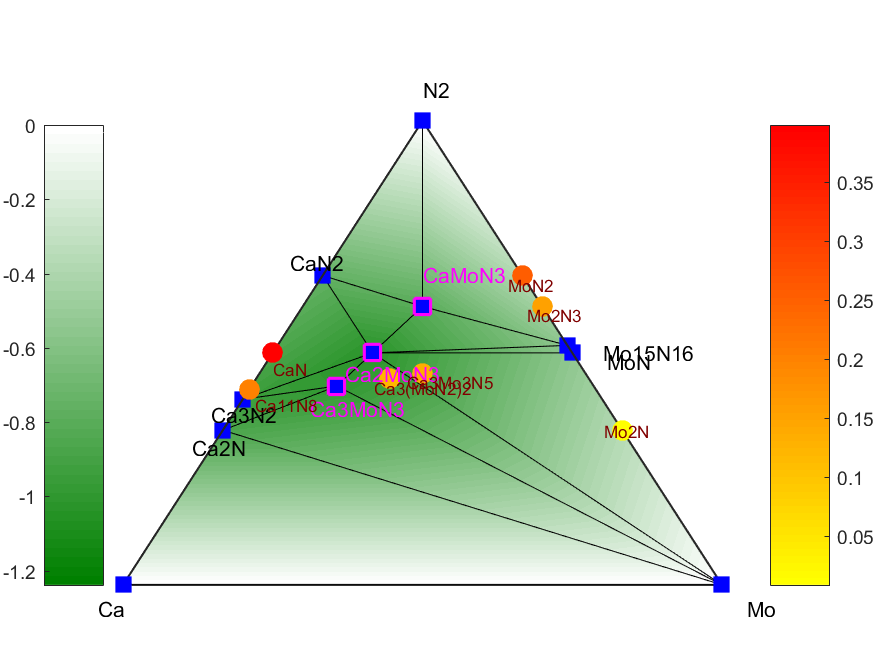 N2
0
-0.2
-0.4
-0.6
-0.8
-1
-1.2
0.35
0.3
0.25
0.2
0.15
0.1
0.05
CaN2
CaMoN3
MoN2
Mo2N3
Mo15N16
MoN
CaN
Ca2MoN3
Ca3Mo3N5
Ca3(MoN2)2
Ca11N8
Ca3MoN3
Ca3N2
Mo2N
Ca2N
Ca
Mo